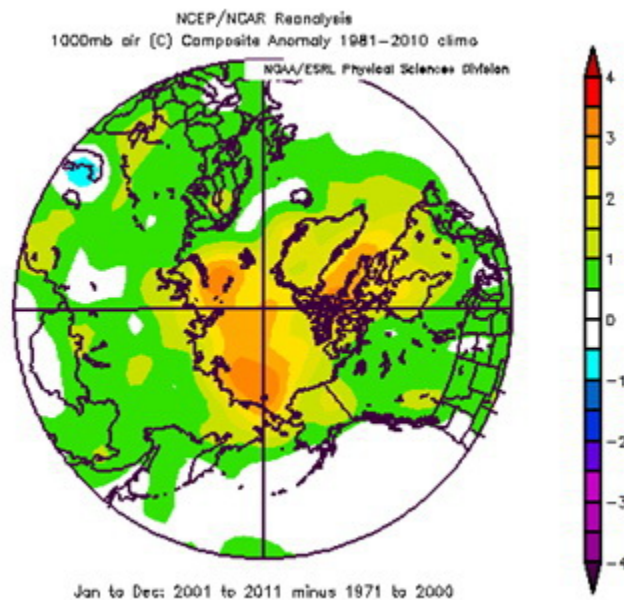 NCEP/NCAR Reanalysis
1000mb air (C) Composite Anomaly 1981-2010 climo
NOAA/ESRL Physical Sciences Division
4
3
2
1
0
-1
-2
-3
-4
Jan to Dec: 2001 to 2011 minus 1971 to 2000